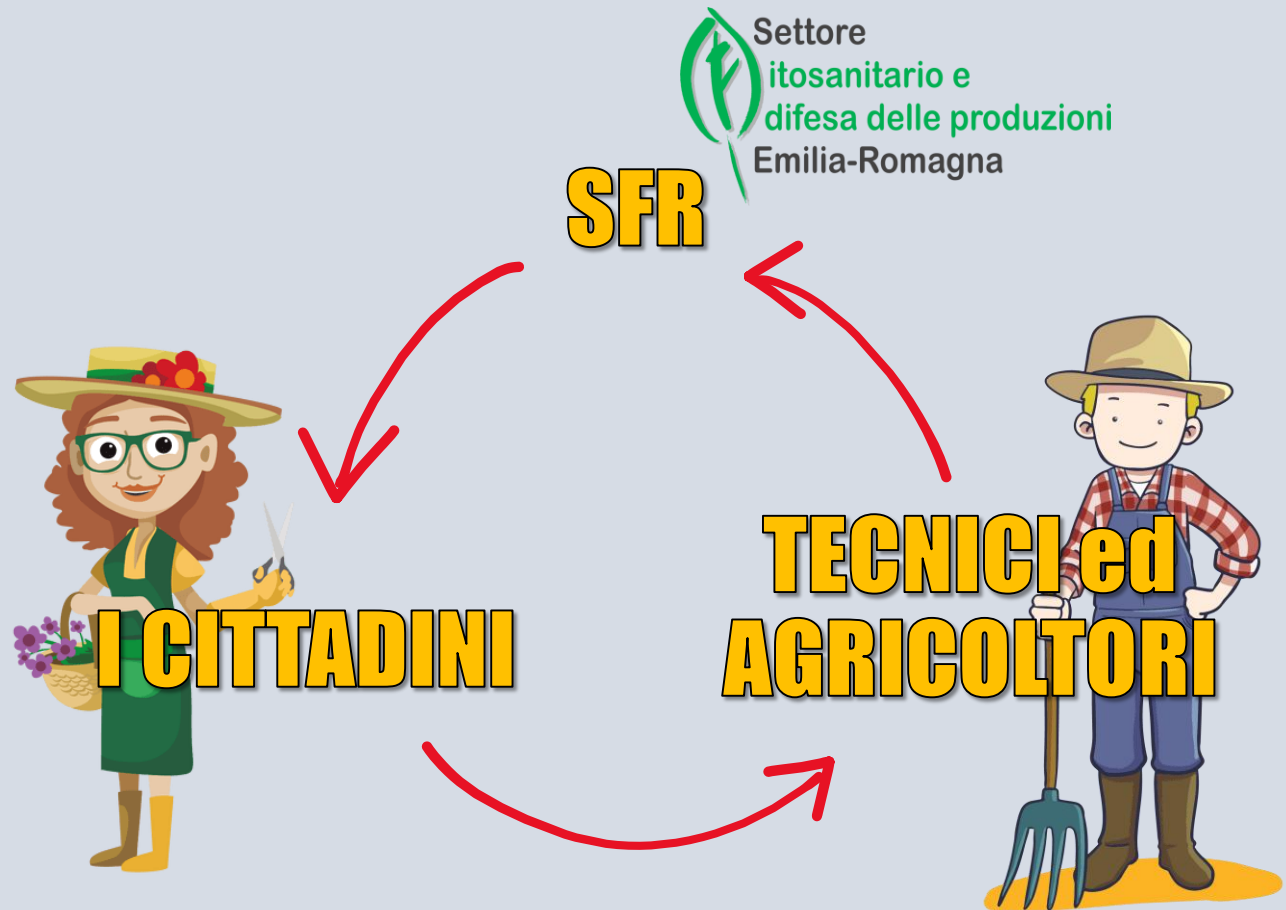 Settore
itosanitario e
difesa delle produzioni
Emilia-Romagna
SFR
I CITTADINI
TECNICI ed
AGRICOLTORI